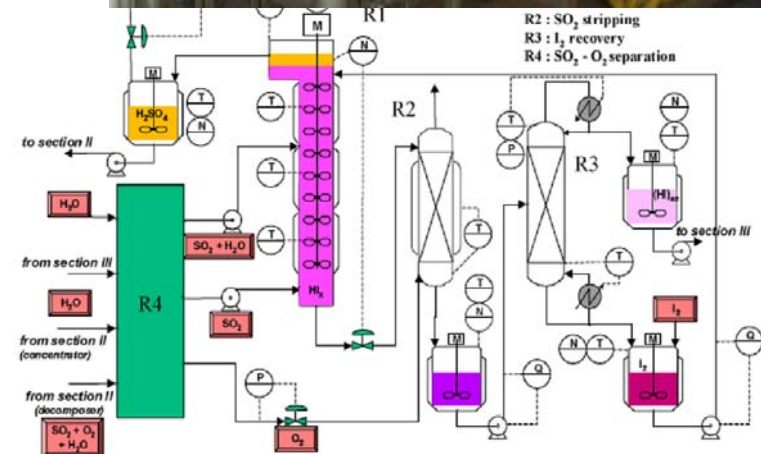 R1
R2 : SO₂ stripping
R3 : I₂ recovery
R4 : SO₂ - O₂ separation
M
N
M
H₂SO₄
T
N
to section II
T
T
T
HIₓ
R2
T
P
R3
N
T
M
(HI)ₐz
to section III
H₂O
SO₂ + H₂O
from section III
H₂O
R4
SO₂
from section II
(concentrator)
from section II
(decomposer)
SO₂ + O₂
+ H₂O
P
O₂
T
T
N
M
Q
T
I₂
N
T
M
I₂
Q